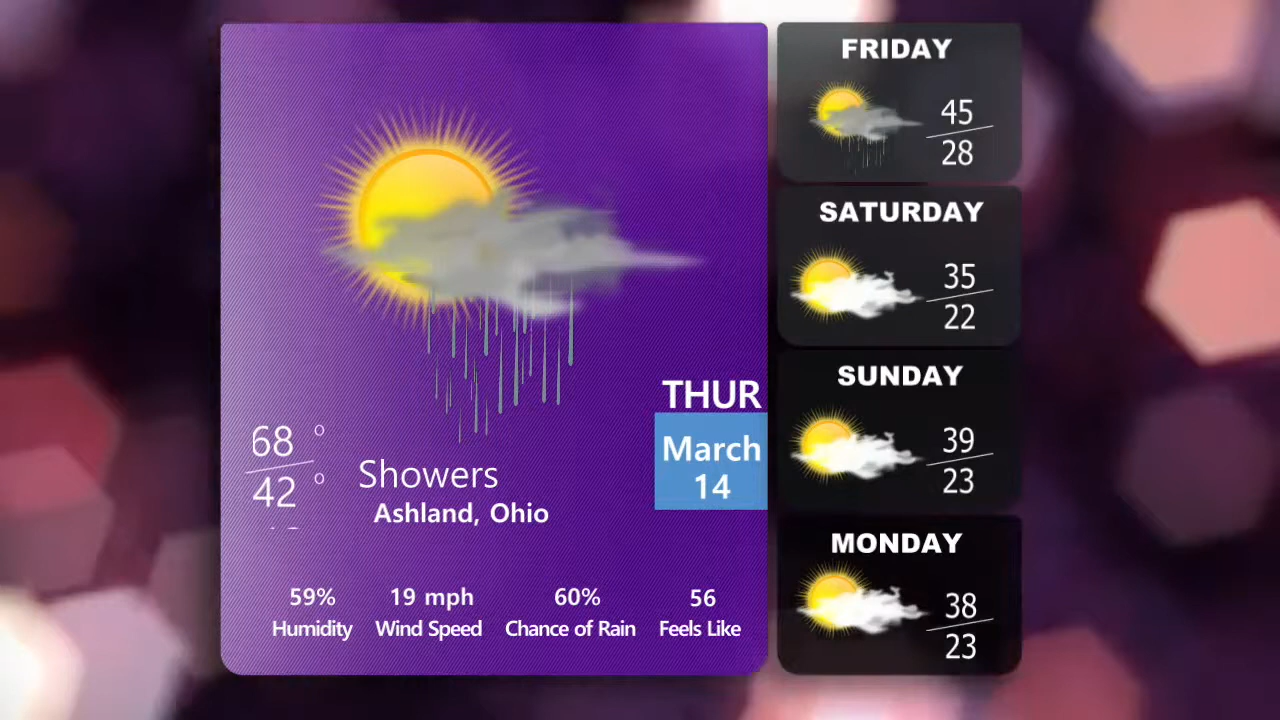 68 °
42 °
Showers
Ashland, Ohio
THUR
March
14
59%
Humidity
19 mph
Wind Speed
60%
Chance of Rain
56
Feels Like
FRIDAY
45
28
SATURDAY
35
22
SUNDAY
39
23
MONDAY
38
23